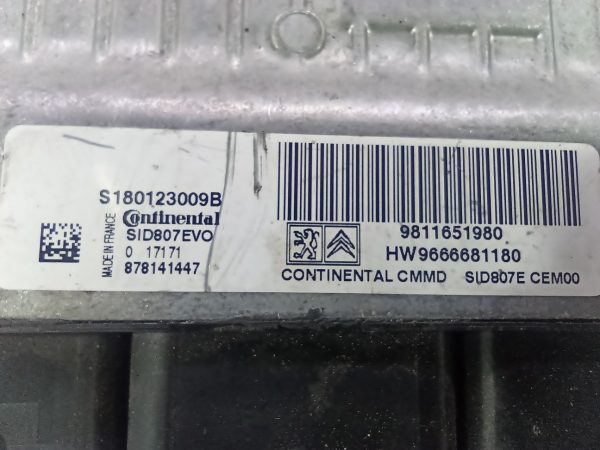 S180123009B
Continental
SID807EVO
0 17171
878141447
MADE IN FRANCE
9811651980
HW9666681180
CONTINENTAL CMMD SID807E CEM00